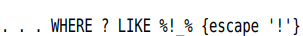 . . . WHERE ? LIKE %!_% {escape '!'}